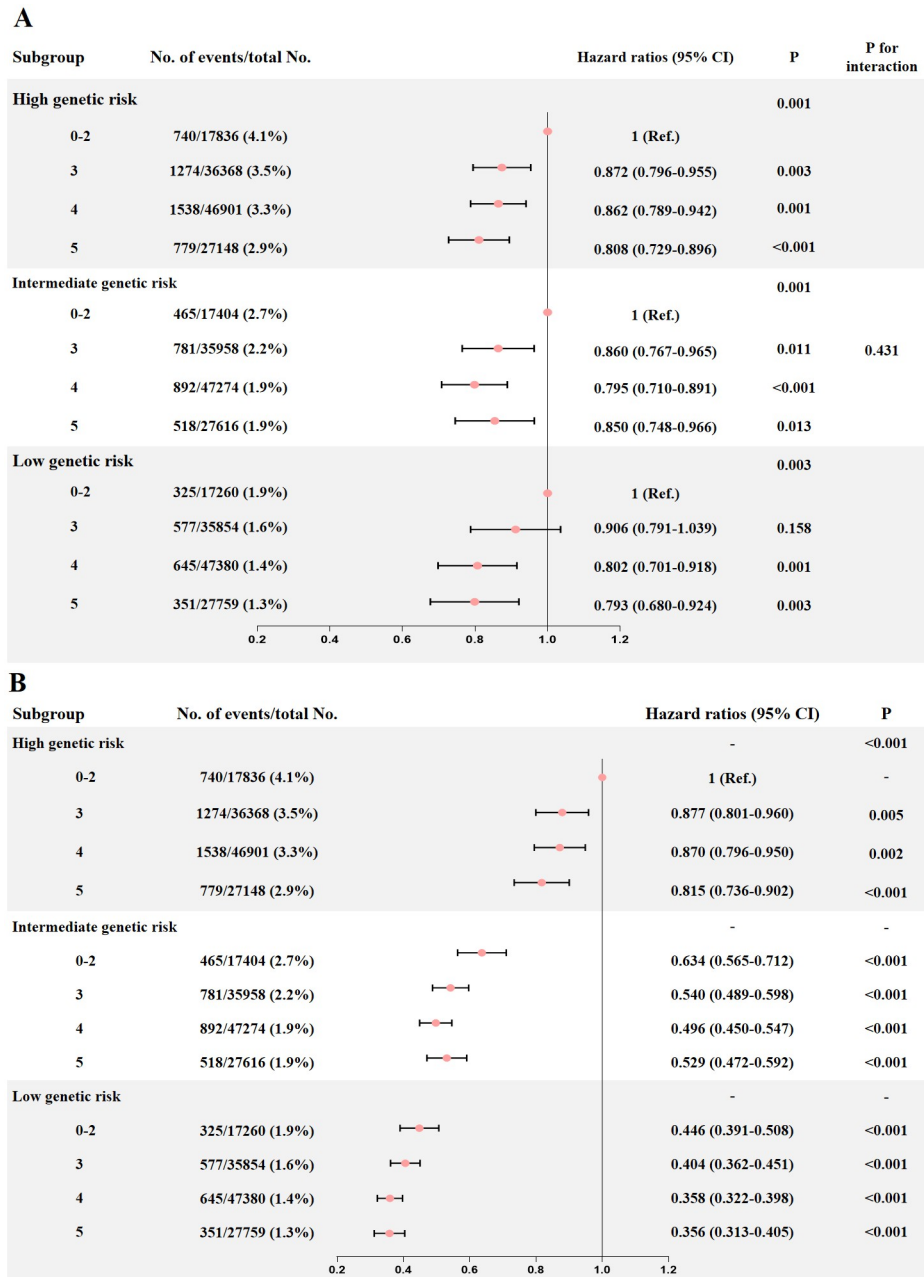 A
Subgroup No. of events/total No. Hazard ratios (95% CI) P P for interaction
High genetic risk 0.001
0-2 740/17836 (4.1%) 1 (Ref.)
3 1274/36368 (3.5%) 0.872 (0.796-0.955) 0.003
4 1538/46901 (3.3%) 0.862 (0.789-0.942) 0.001
5 779/27148 (2.9%) 0.808 (0.729-0.896) <0.001
Intermediate genetic risk 0.001
0-2 465/17404 (2.7%) 1 (Ref.)
3 781/35958 (2.2%) 0.860 (0.767-0.965) 0.011 0.431
4 892/47274 (1.9%) 0.795 (0.710-0.891) <0.001
5 518/27616 (1.9%) 0.850 (0.748-0.966) 0.013
Low genetic risk 0.003
0-2 325/17260 (1.9%) 1 (Ref.)
3 577/35854 (1.6%) 0.906 (0.791-1.039) 0.158
4 645/47380 (1.4%) 0.802 (0.701-0.918) 0.001
5 351/27759 (1.3%) 0.793 (0.680-0.924) 0.003
0.2 0.4 0.6 0.8 1.0 1.2
B
Subgroup No. of events/total No. Hazard ratios (95% CI) P
High genetic risk - <0.001
0-2 740/17836 (4.1%) 1 (Ref.) -
3 1274/36368 (3.5%) 0.877 (0.801-0.960) 0.005
4 1538/46901 (3.3%) 0.870 (0.796-0.950) 0.002
5 779/27148 (2.9%) 0.815 (0.736-0.902) <0.001
Intermediate genetic risk - -
0-2 465/17404 (2.7%) 0.634 (0.565-0.712) <0.001
3 781/35958 (2.2%) 0.540 (0.489-0.598) <0.001
4 892/47274 (1.9%) 0.496 (0.450-0.547) <0.001
5 518/27616 (1.9%) 0.529 (0.472-0.592) <0.001
Low genetic risk - -
0-2 325/17260 (1.9%) 0.446 (0.391-0.508) <0.001
3 577/35854 (1.6%) 0.404 (0.362-0.451) <0.001
4 645/47380 (1.4%) 0.358 (0.322-0.398) <0.001
5 351/27759 (1.3%) 0.356 (0.313-0.405) <0.001
0.2 0.4 0.6 0.8 1.0 1.2